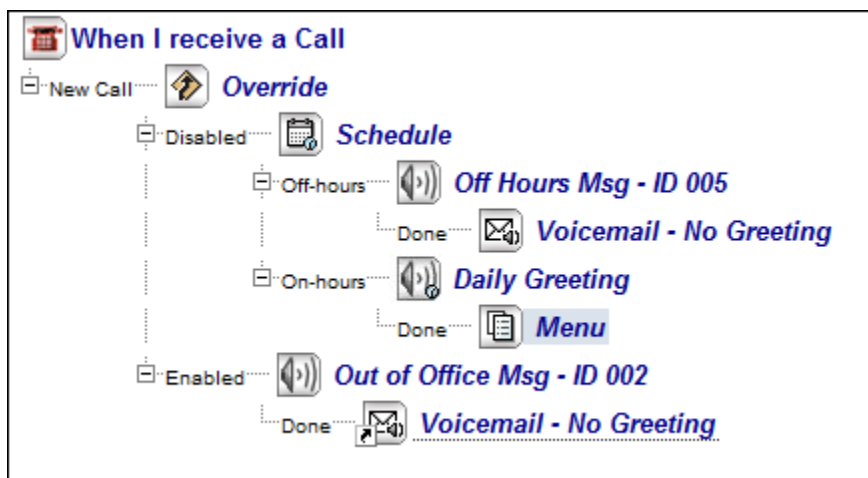 When I receive a Call
New Call Override
Disabled Schedule
Off-hours Off Hours Msg - ID 005
Done Voicemail - No Greeting
On-hours Daily Greeting
Done Menu
Enabled Out of Office Msg - ID 002
Done Voicemail - No Greeting